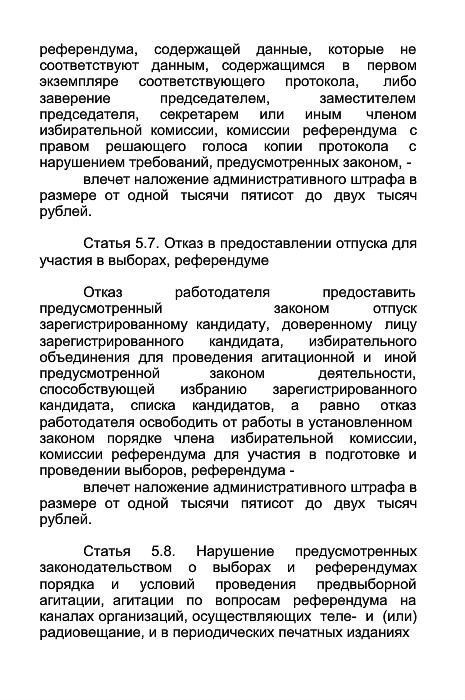 референдума, содержащей данные, которые не
соответствуют данным, содержащимся в первом
экземпляре соответствующего протокола, либо
заверение председателем, заместителем
председателя, секретарем или иным членом
избирательной комиссии, комиссии референдума с
правом решающего голоса копии протокола с
нарушением требований, предусмотренных законом, -
влечет наложение административного штрафа в
размере от одной тысячи пятисот до двух тысяч
рублей.
Статья 5.7. Отказ в предоставлении отпуска для
участия в выборах, референдуме
Отказ работодателя предоставить
предусмотренный законом отпуск
зарегистрированному кандидату, доверенному лицу
зарегистрированного кандидата, избирательного
объединения для проведения агитационной и иной
предусмотренной законом деятельности,
способствующей избранию зарегистрированного
кандидата, списка кандидатов, а равно отказ
работодателя освободить от работы в установленном
законом порядке члена избирательной комиссии,
комиссии референдума для участия в подготовке и
проведении выборов, референдума -
влечет наложение административного штрафа в
размере от одной тысячи пятисот до двух тысяч
рублей.
Статья 5.8. Нарушение предусмотренных
законодательством о выборах и референдумах
порядка и условий проведения предвыборной
агитации, агитации по вопросам референдума на
каналах организаций, осуществляющих теле- и (или)
радиовещание, и в периодических печатных изданиях